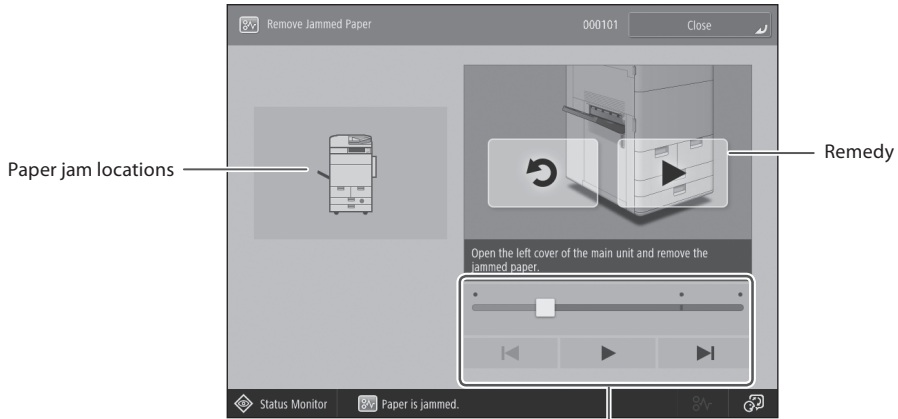 Remove Jammed Paper
000101
Close
Paper jam locations
Remedy
Open the left cover of the main unit and remove the
jammed paper.
Status Monitor
Paper is jammed.